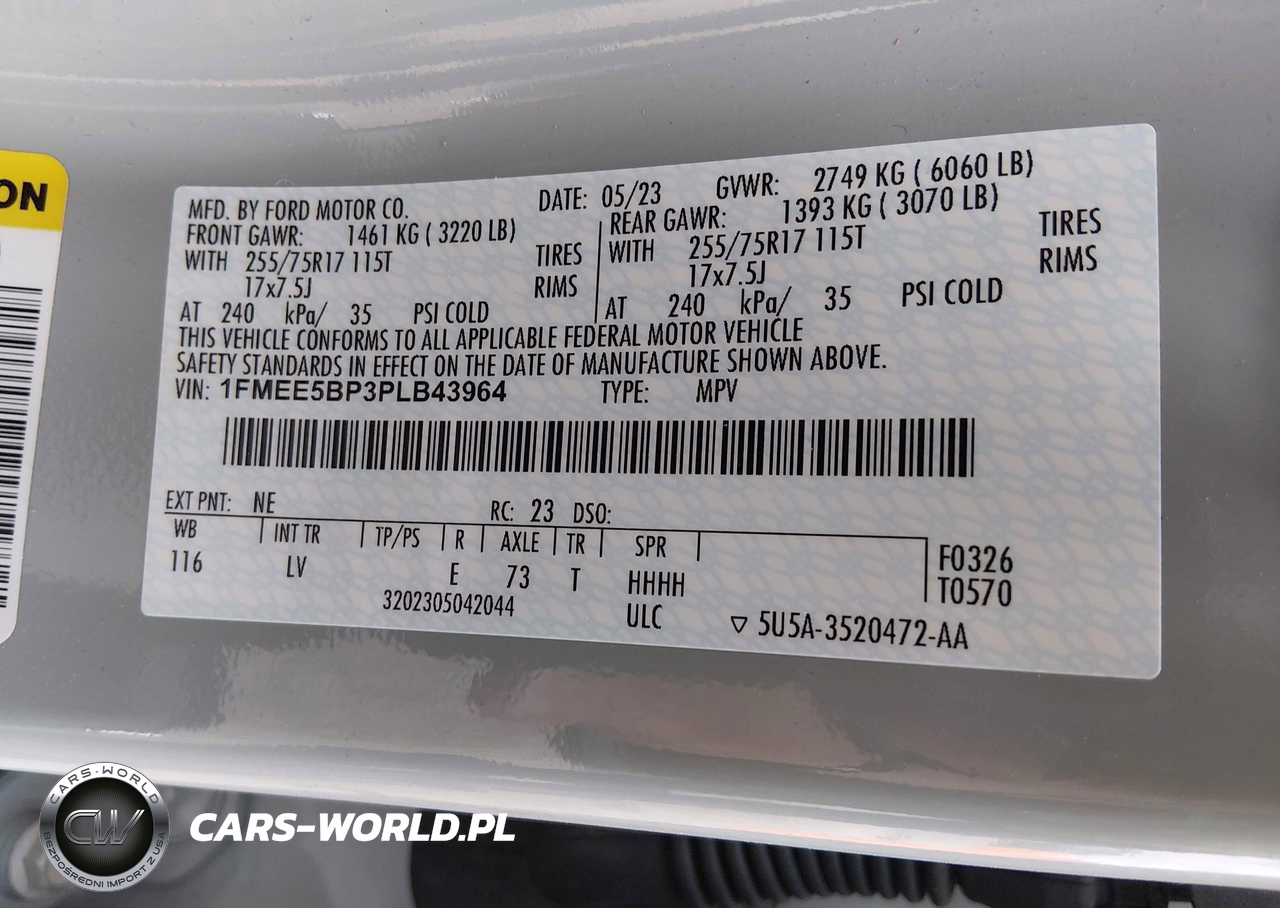 ON
MFD. BY FORD MOTOR CO. DATE: 05/23 GVWR: 2749 KG ( 6060 LB)
FRONT GAWR: 1461 KG ( 3220 LB) REAR GAWR: 1393 KG ( 3070 LB)
WITH 255/75R17 115T TIRES WITH 255/75R17 115T TIRES
17x7.5J RIMS 17x7.5J RIMS
AT 240 kPa/ 35 PSI COLD AT 240 kPa/ 35 PSI COLD
THIS VEHICLE CONFORMS TO ALL APPLICABLE FEDERAL MOTOR VEHICLE
SAFETY STANDARDS IN EFFECT ON THE DATE OF MANUFACTURE SHOWN ABOVE.
VIN: 1FMEE5BP3PLB43964 TYPE: MPV
EXT PNT: NE RC: 23 DSO:
WB INT TR TP/PS R AXLE TR SPR F0326
116 LV E 73 T HHHH T0570
3202305042044 ULC ▽ 5U5A-3520472-AA
CARS-WORLD
CW
BEZPOŚREDNI IMPORT Z USA
CARS-WORLD.PL